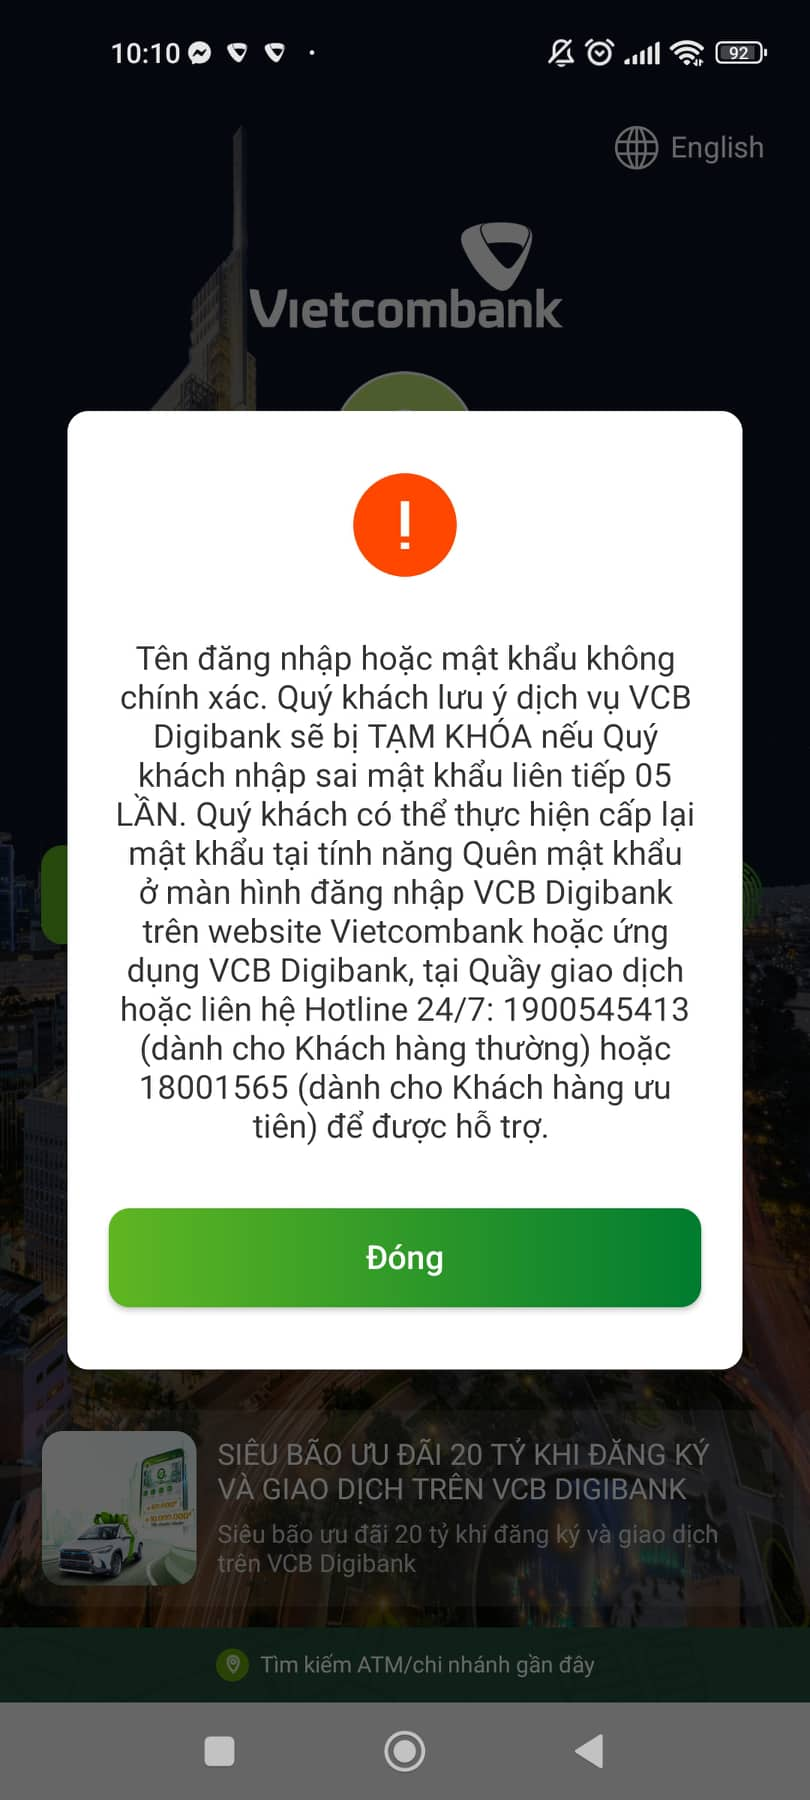 10:10
92
English
Vietcombank
Tên đăng nhập hoặc mật khẩu không
chính xác. Quý khách lưu ý dịch vụ VCB
Digibank sẽ bị TẠM KHÓA nếu Quý
khách nhập sai mật khẩu liên tiếp 05
LẦN. Quý khách có thể thực hiện cấp lại
mật khẩu tại tính năng Quên mật khẩu
ở màn hình đăng nhập VCB Digibank
trên website Vietcombank hoặc ứng
dụng VCB Digibank, tại Quầy giao dịch
hoặc liên hệ Hotline 24/7: 1900545413
(dành cho Khách hàng thường) hoặc
18001565 (dành cho Khách hàng ưu
tiên) để được hỗ trợ.
Đóng
SIÊU BÃO ƯU ĐÃI 20 TỶ KHI ĐĂNG KÝ
VÀ GIAO DỊCH TRÊN VCB DIGIBANK
Siêu bão ưu đãi 20 tỷ khi đăng ký và giao dịch
trên VCB Digibank
Tìm kiếm ATM/chi nhánh gần đây